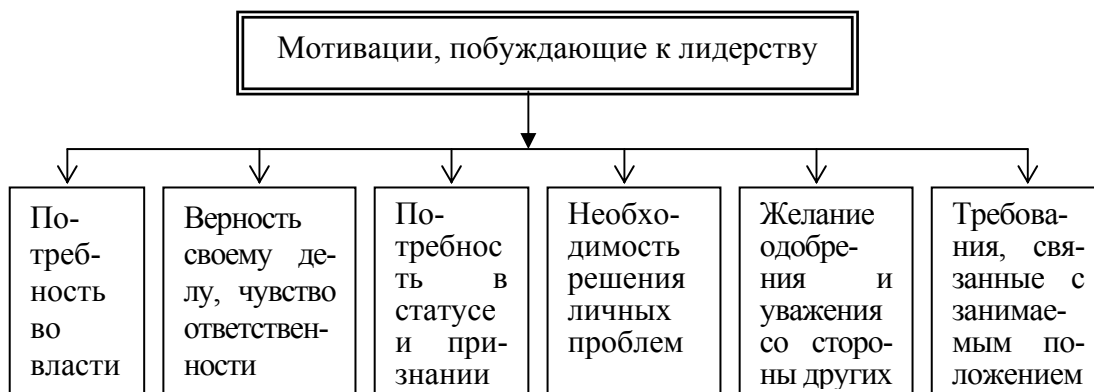 Мотивации, побуждающие к лидерству
По-
треб-
ность
во
власти
Верность
своему де-
лу, чувство
ответствен-
ности
По-
требнос
ть в
статусе
и при-
знании
Необхо-
димость
решения
личных
проблем
Желание
одобре-
ния и
уважения
со сторо-
ны других
Требова-
ния, свя-
занные с
занимае-
мым по-
ложением